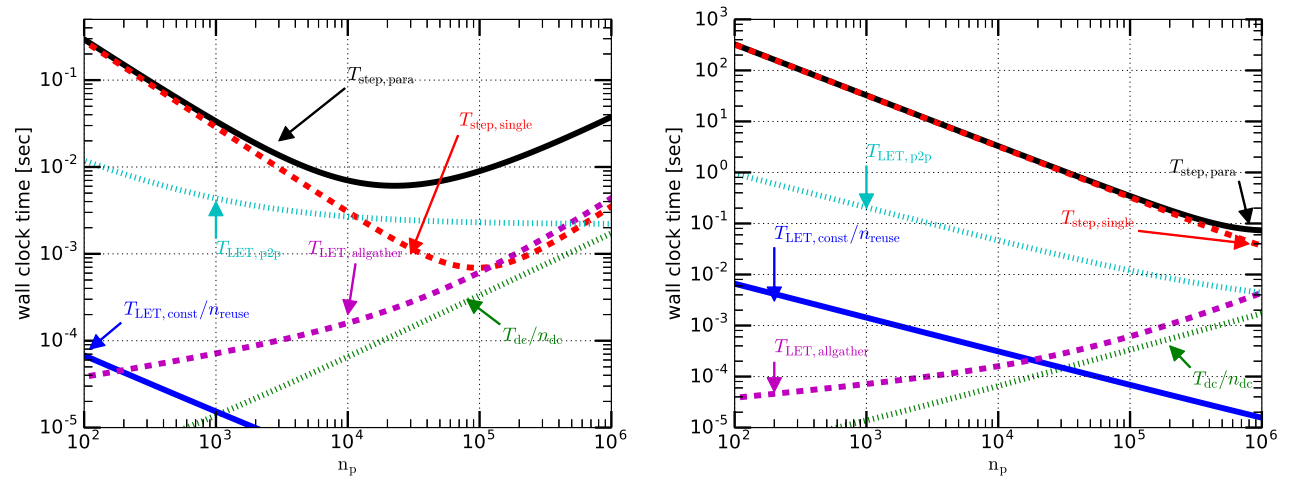 wall clock time [sec]
10^-1
10^-2
10^-3
10^-4
10^-5
T_step,para
T_step,single
T_LET,p2p
T_LET,allgather
T_LET,const/n_reuse
T_dc/n_dc
10^2 10^3 10^4 10^5 10^6
n_p
wall clock time [sec]
10^3
10^2
10^1
10^0
10^-1
10^-2
10^-3
10^-4
10^-5
T_LET,p2p
T_step,para
T_step,single
T_LET,const/n_reuse
T_LET,allgather
T_dc/n_dc
10^2 10^3 10^4 10^5 10^6
n_p